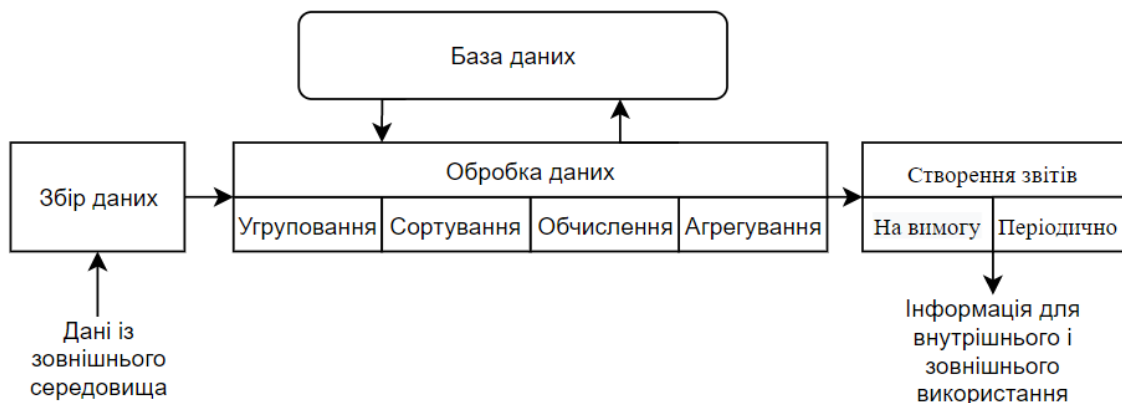 База даних
Збір даних
Обробка даних
Угруповання
Сортування
Обчислення
Агрегування
Створення звітів
На вимогу
Періодично
Дані із
зовнішнього
середовища
Інформація для
внутрішнього і
зовнішнього
використання